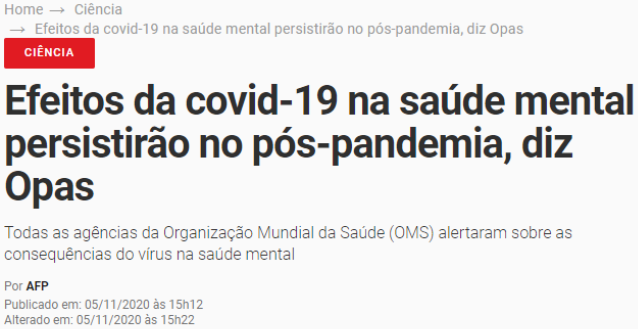 Home → Ciência
→ Efeitos da covid-19 na saúde mental persistirão no pós-pandemia, diz Opas
CIÊNCIA
Efeitos da covid-19 na saúde mental
persistirão no pós-pandemia, diz
Opas
Todas as agências da Organização Mundial da Saúde (OMS) alertaram sobre as
consequências do vírus na saúde mental
Por AFP
Publicado em: 05/11/2020 às 15h12
Alterado em: 05/11/2020 às 15h22